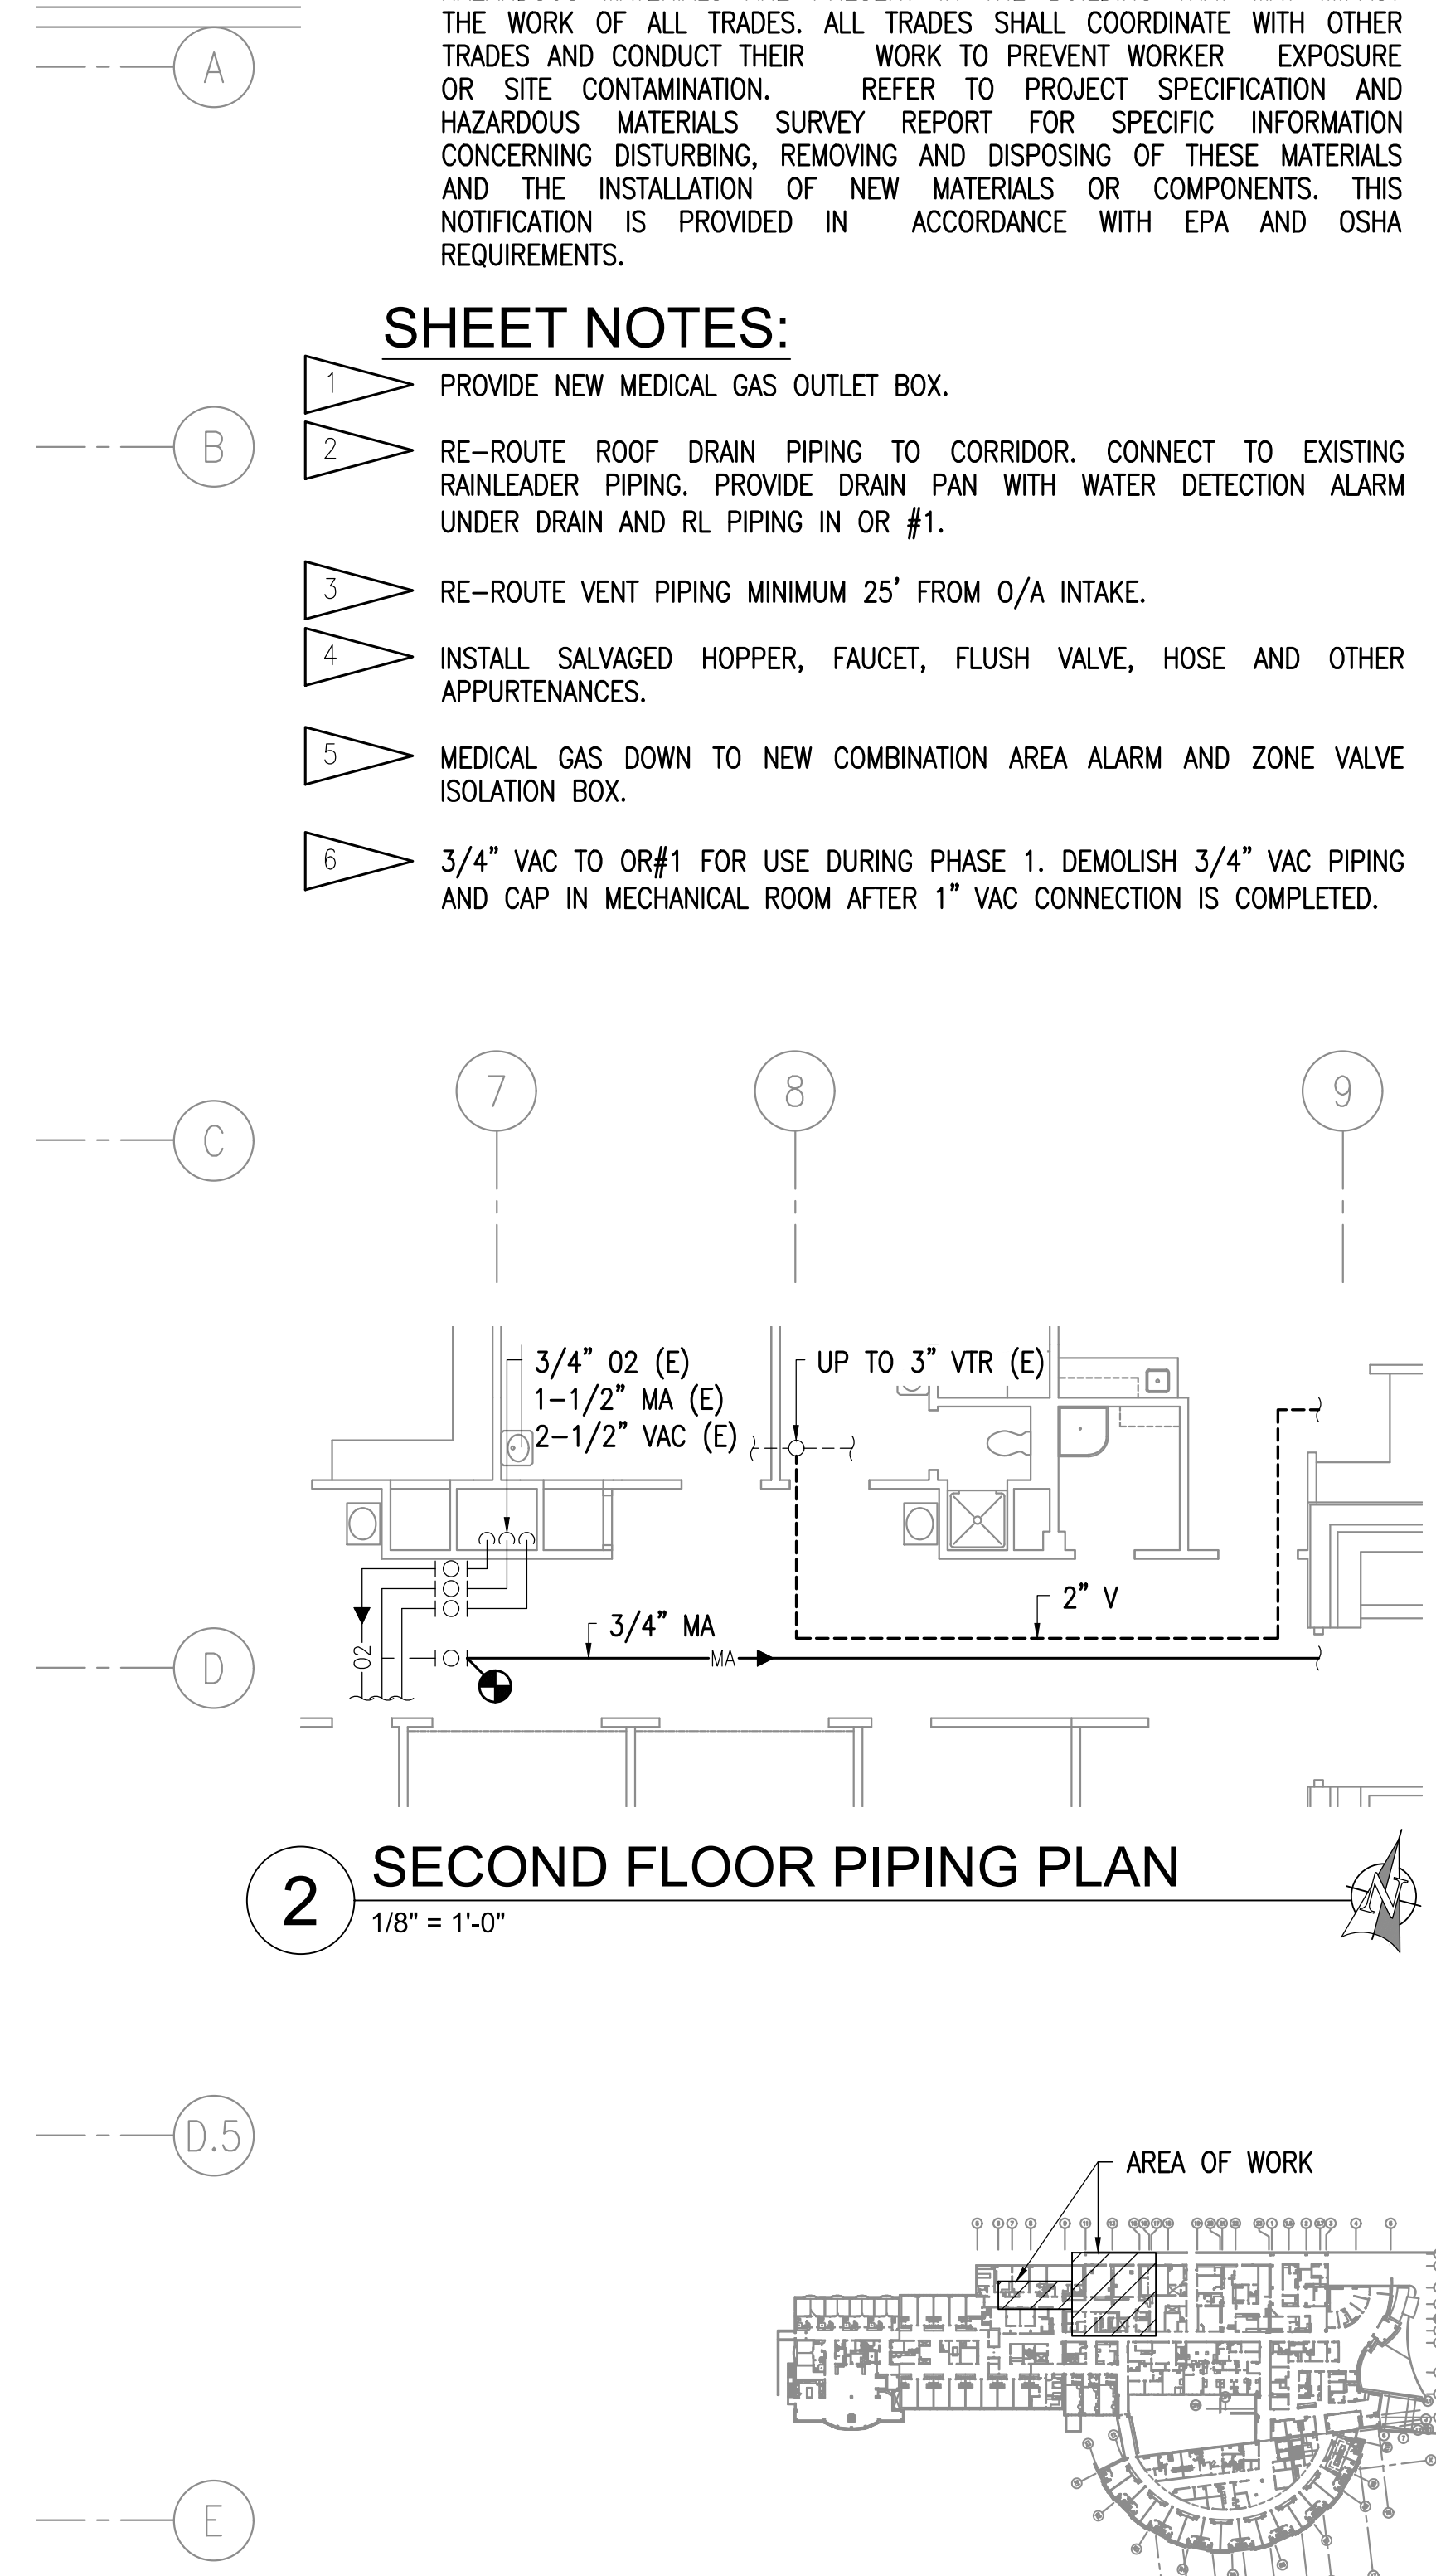 A
THE WORK OF ALL TRADES. ALL TRADES SHALL COORDINATE WITH OTHER
TRADES AND CONDUCT THEIR WORK TO PREVENT WORKER EXPOSURE
OR SITE CONTAMINATION. REFER TO PROJECT SPECIFICATION AND
HAZARDOUS MATERIALS SURVEY REPORT FOR SPECIFIC INFORMATION
CONCERNING DISTURBING, REMOVING AND DISPOSING OF THESE MATERIALS
AND THE INSTALLATION OF NEW MATERIALS OR COMPONENTS. THIS
NOTIFICATION IS PROVIDED IN ACCORDANCE WITH EPA AND OSHA
REQUIREMENTS.
SHEET NOTES:
1 PROVIDE NEW MEDICAL GAS OUTLET BOX.
B
2 RE-ROUTE ROOF DRAIN PIPING TO CORRIDOR. CONNECT TO EXISTING
RAINLEADER PIPING. PROVIDE DRAIN PAN WITH WATER DETECTION ALARM
UNDER DRAIN AND RL PIPING IN OR #1.
3 RE-ROUTE VENT PIPING MINIMUM 25' FROM O/A INTAKE.
4 INSTALL SALVAGED HOPPER, FAUCET, FLUSH VALVE, HOSE AND OTHER
APPURTENANCES.
5 MEDICAL GAS DOWN TO NEW COMBINATION AREA ALARM AND ZONE VALVE
ISOLATION BOX.
6 3/4" VAC TO OR#1 FOR USE DURING PHASE 1. DEMOLISH 3/4" VAC PIPING
AND CAP IN MECHANICAL ROOM AFTER 1" VAC CONNECTION IS COMPLETED.
7 8 9
C
3/4" O2 (E)
1-1/2" MA (E)
2-1/2" VAC (E)
UP TO 3" VTR (E)
2" V
3/4" MA
MA
O2
D
2 SECOND FLOOR PIPING PLAN
1/8" = 1'-0"
N
D.5
AREA OF WORK
E